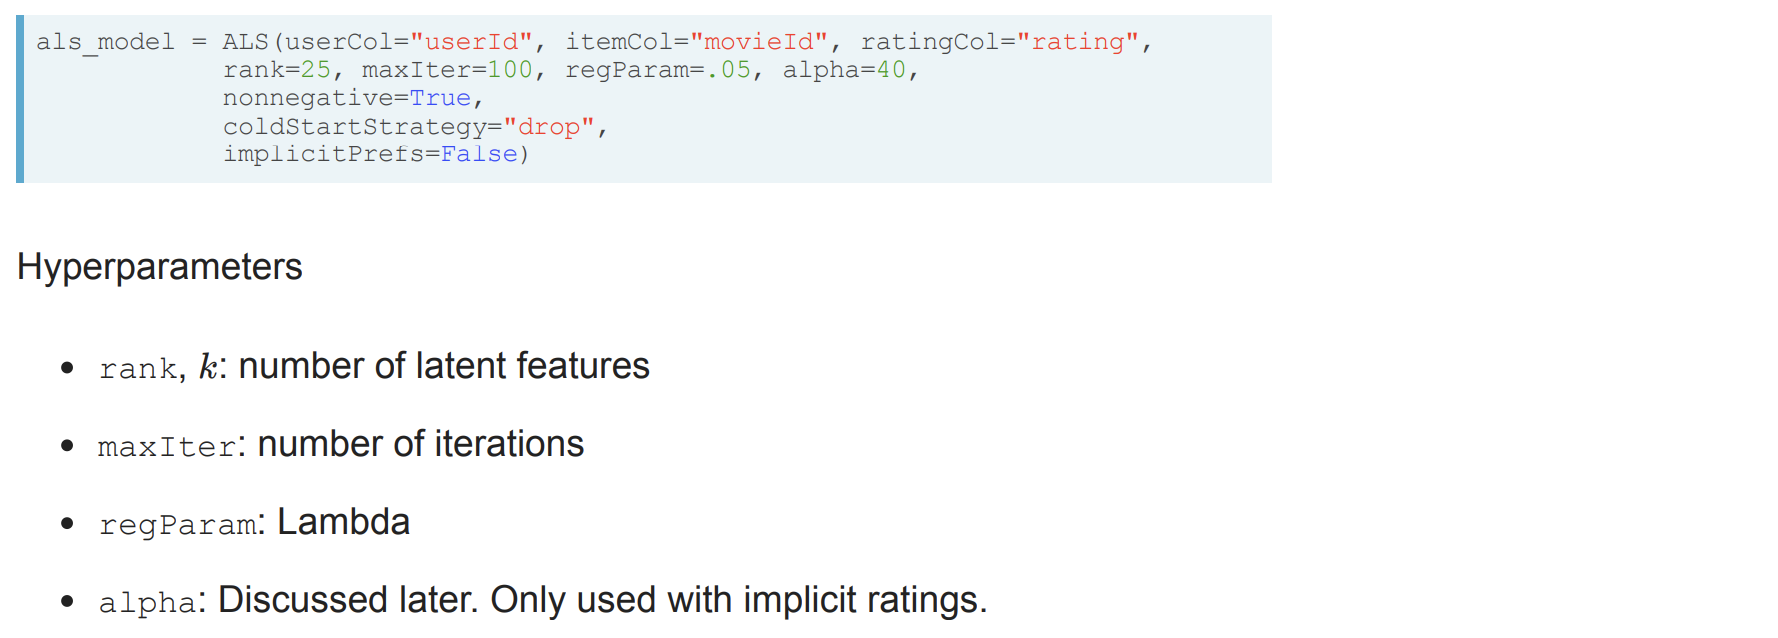 als_model = ALS(userCol="userId", itemCol="movieId", ratingCol="rating",
rank=25, maxIter=100, regParam=.05, alpha=40,
nonnegative=True,
coldStartStrategy="drop",
implicitPrefs=False)
Hyperparameters
• rank, k: number of latent features
• maxIter: number of iterations
• regParam: Lambda
• alpha: Discussed later. Only used with implicit ratings.